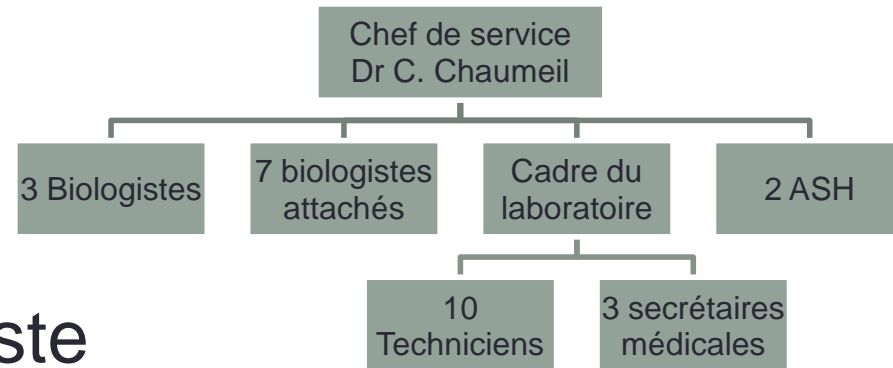 Chef de service
Dr C. Chaumeil
3 Biologistes
7 biologistes
attachés
Cadre du
laboratoire
2 ASH
10
Techniciens
3 secrétaires
médicales
ste